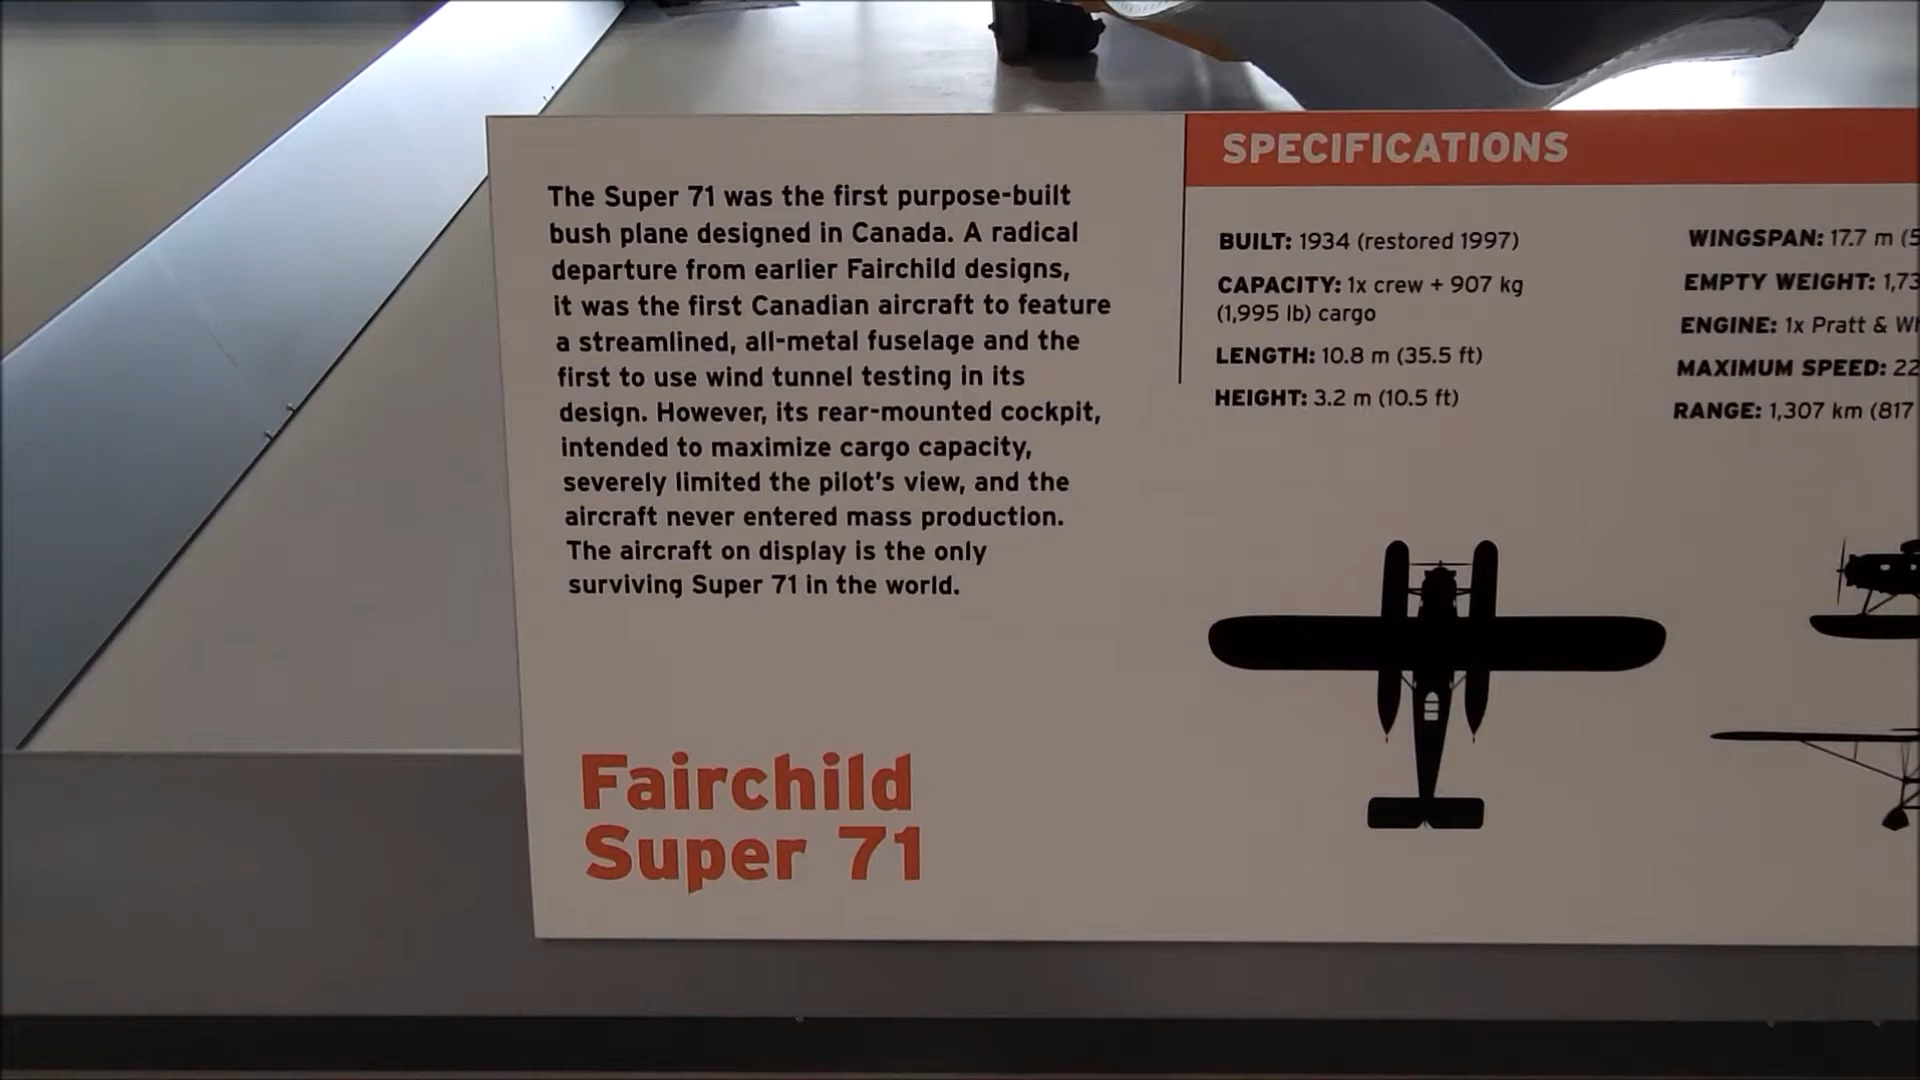 The Super 71 was the first purpose-built
bush plane designed in Canada. A radical
departure from earlier Fairchild designs,
it was the first Canadian aircraft to feature
a streamlined, all-metal fuselage and the
first to use wind tunnel testing in its
design. However, its rear-mounted cockpit,
intended to maximize cargo capacity,
severely limited the pilot's view, and the
aircraft never entered mass production.
The aircraft on display is the only
surviving Super 71 in the world.
Fairchild
Super 71
SPECIFICATIONS
BUILT: 1934 (restored 1997)
CAPACITY: 1x crew + 907 kg
(1,995 lb) cargo
LENGTH: 10.8 m (35.5 ft)
HEIGHT: 3.2 m (10.5 ft)
WINGSPAN: 17.7 m
EMPTY WEIGHT:
ENGINE: 1x Pratt &
MAXIMUM SPEED:
RANGE: 1,307 km (817